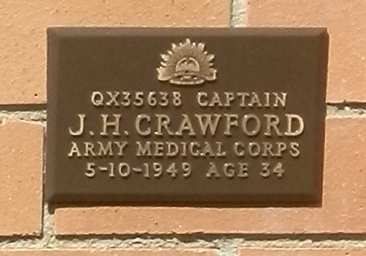 QX35638 CAPTAIN
J.H. CRAWFORD
ARMY MEDICAL CORPS
5-10-1949 AGE 34